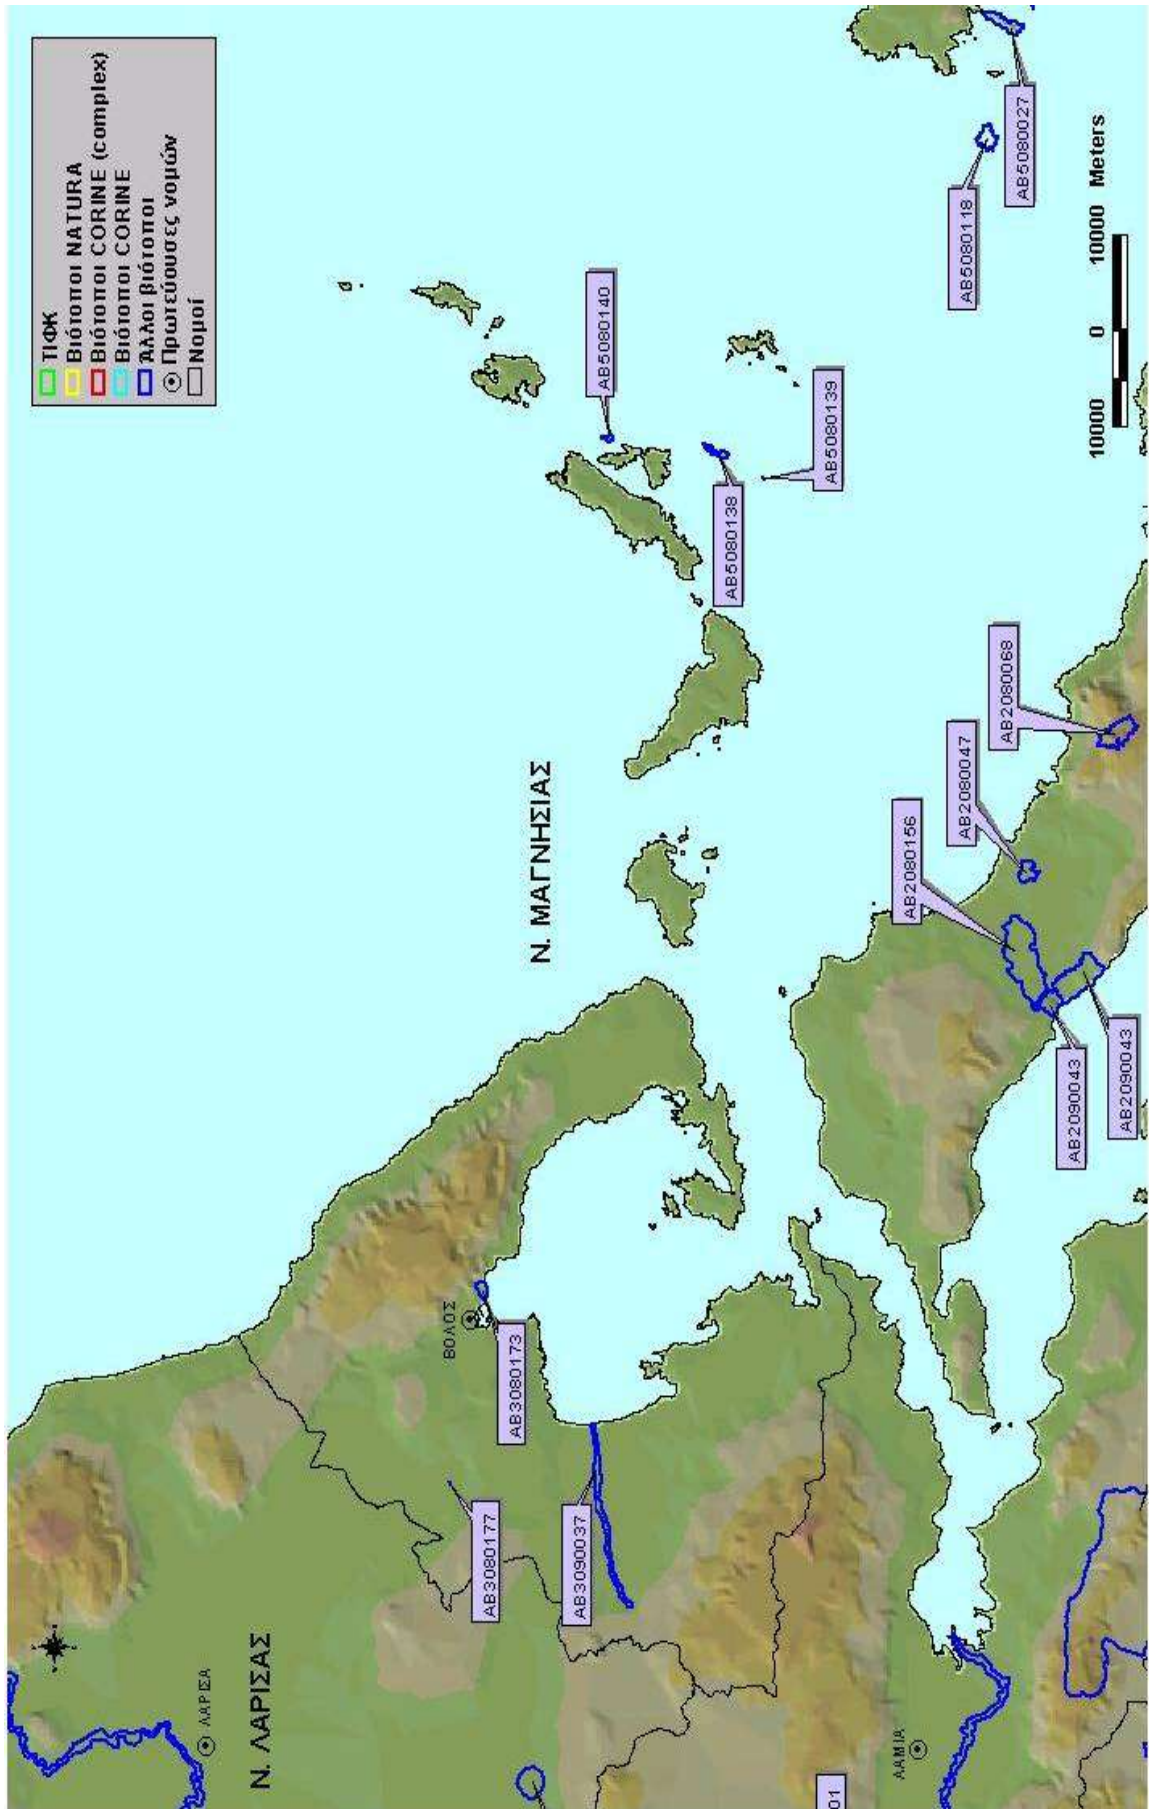 ΤΙΦΚ
Βιότοποι NATURA
Βιότοποι CORINE (complex)
Βιότοποι CORINE
Άλλοι βιότοποι
Πρωτεύουσες νομών
Νομοί
Ν. ΛΑΡΙΣΑΣ
ΛΑΡΙΣΑ
Ν. ΜΑΓΝΗΣΙΑΣ
ΒΟΛΟΣ
ΛΑΜΙΑ
AB3080177
AB3080173
AB3090037
AB5080140
AB5080138
AB5080139
AB2080156
AB2080047
AB2080068
AB2090043
AB2090043
AB5080118
AB5080027
01
10000 0 10000 Meters